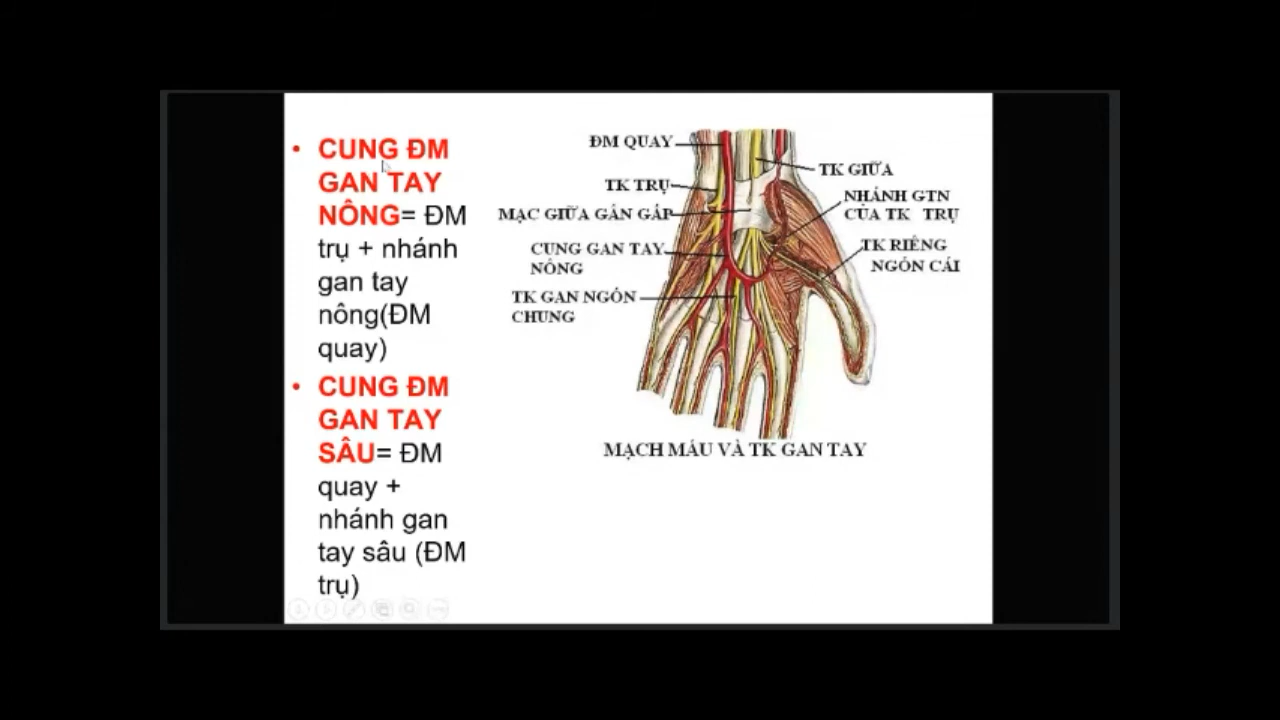 CUNG ĐM
GAN TAY
NÔNG= ĐM
trụ + nhánh
gan tay
nông(ĐM
quay)
CUNG ĐM
GAN TAY
SÂU= ĐM
quay +
nhánh gan
tay sâu (ĐM
trụ)
ĐM QUAY
TK TRỤ
MẠC GIỮA GÂN GẤP
CUNG GAN TAY
NÔNG
TK GAN NGÓN
CHUNG
TK GIỮA
NHÁNH GTN
CỦA TK TRỤ
TK RIÊNG
NGÓN CÁI
MẠCH MÁU VÀ TK GAN TAY